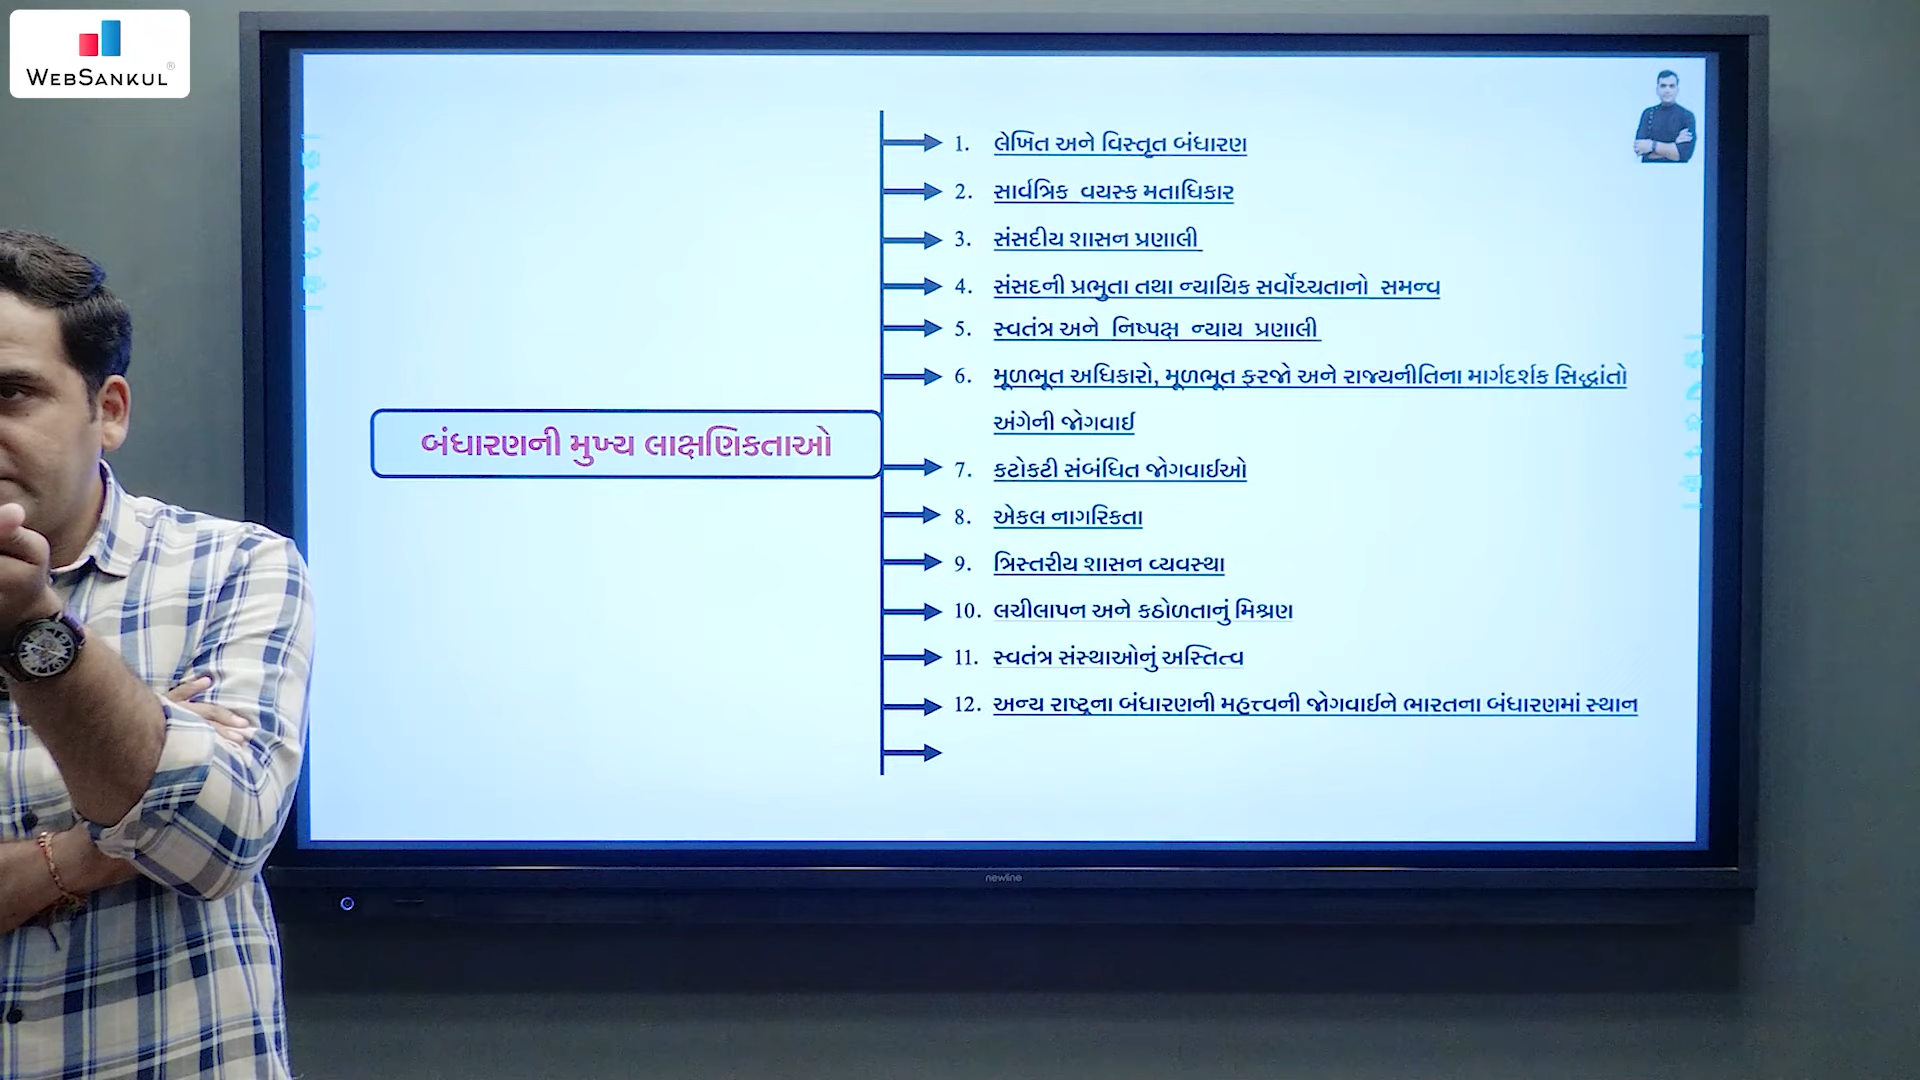 WEBSANKUL®
બંધારણની મુખ્ય લાક્ષણિકતાઓ
1. લેખિત અને વિસ્તૃત બંધારણ
2. સાર્વત્રિક વયસ્ક મતાધિકાર
3. સંસદીય શાસન પ્રણાલી
4. સંસદની પ્રભુતા તથા ન્યાયિક સર્વોચ્ચતાનો સમન્વ
5. સ્વતંત્ર અને નિષ્પક્ષ ન્યાય પ્રણાલી
6. મૂળભૂત અધિકારો, મૂળભૂત ફરજો અને રાજ્યનીતિના માર્ગદર્શક સિદ્ધાંતો
અંગેની જોગવાઈ
7. કટોકટી સંબંધિત જોગવાઈઓ
8. એકલ નાગરિકતા
9. ત્રિસ્તરીય શાસન વ્યવસ્થા
10. લચીલાપન અને કઠોળતાનું મિશ્રણ
11. સ્વતંત્ર સંસ્થાઓનું અસ્તિત્વ
12. અન્ય રાષ્ટ્રના બંધારણની મહત્ત્વની જોગવાઈને ભારતના બંધારણમાં સ્થાન
newline